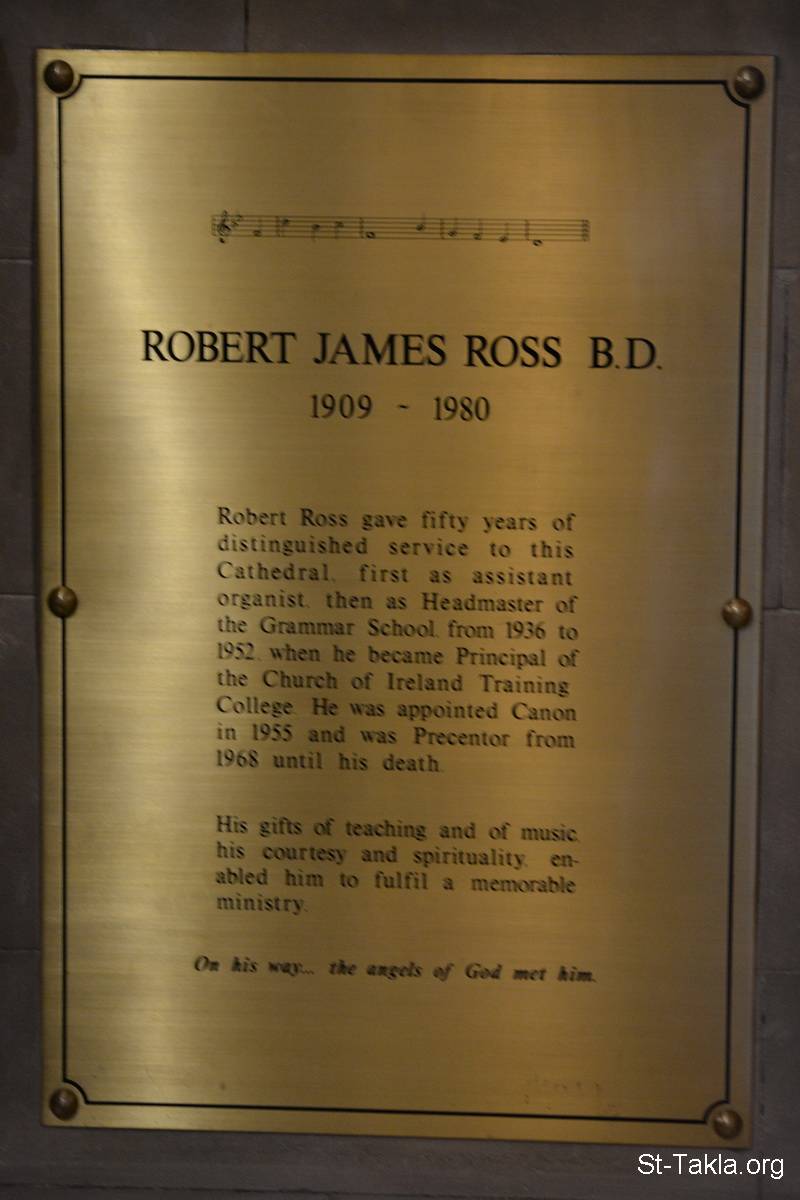 ROBERT JAMES ROSS B.D.
1909 ~ 1980
Robert Ross gave fifty years of
distinguished service to this
Cathedral, first as assistant
organist, then as Headmaster of
the Grammar School, from 1936 to
1952, when he became Principal of
the Church of Ireland Training
College. He was appointed Canon
in 1955 and was Precentor from
1968 until his death.
His gifts of teaching and of music,
his courtesy and spirituality, en-
abled him to fulfil a memorable
ministry.
On his way... the angels of God met him.
St-Takla.org